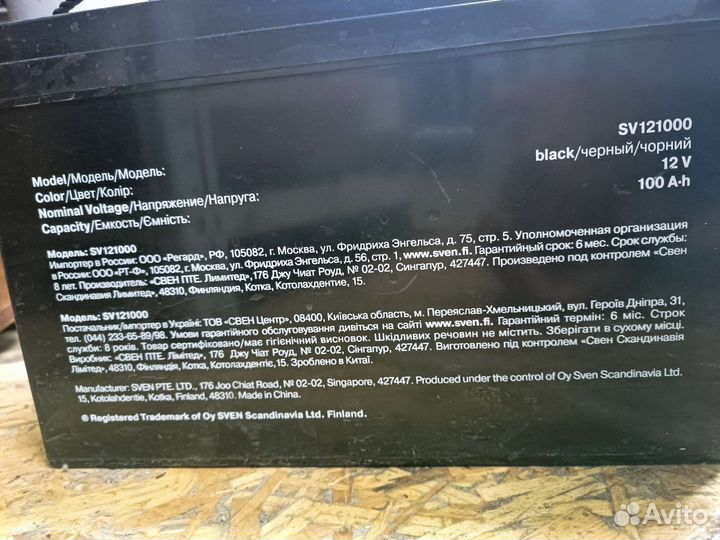 Model/Модель/Модель: SV121000
Color/Цвет/Колір: black/черный/чорний
Nominal Voltage/Напряжение/Напруга: 12 V
Capacity/Емкость/Ємність: 100 A·h
Модель: SV121000
Импортер в России: ООО «Регард», РФ, 105082, г. Москва, ул. Фридриха Энгельса, д. 75, стр. 5. Уполномоченная организация
в России: ООО «РТ-Ф», 105082, г. Москва, ул. Фридриха Энгельса, д. 56, стр. 1, www.sven.fi. Гарантийный срок: 6 мес. Срок службы:
8 лет. Производитель: «СВЕН ПТЕ. Лимитед», 176 Джу Чиат Роуд, № 02-02, Сингапур, 427447. Произведено под контролем «Свен
Скандинавия Лимитед», 48310, Финляндия, Котка, Котолахдентие, 15.
Модель: SV121000
Постачальник/імпортер в Україні: ТОВ «СВЕН Центр», 08400, Київська область, м. Переяслав-Хмельницький, вул. Героїв Дніпра, 31,
тел. (044) 233-65-89/98. Умови гарантійного обслуговування дивіться на сайті www.sven.fi. Гарантійний термін: 6 міс. Строк
служби: 8 років. Товар сертифіковано/має гігієнічний висновок. Шкідливих речовин не містить. Зберігати в сухому місці.
Виробник: «СВЕН ПТЕ. Лімітед», 176 Джу Чіат Роуд, № 02-02, Сінгапур, 427447. Виготовлено під контролем «Свен Скандинавія
Лімітед», 48310, Фінляндія, Котка, Котолахдентіє, 15. Зроблено в Китаї.
Manufacturer: SVEN PTE. LTD., 176 Joo Chiat Road, № 02-02, Singapore, 427447. Produced under the control of Oy Sven Scandinavia Ltd.
15, Kotolahdentie, Kotka, Finland, 48310. Made in China.
® Registered Trademark of Oy SVEN Scandinavia Ltd. Finland.
Avito